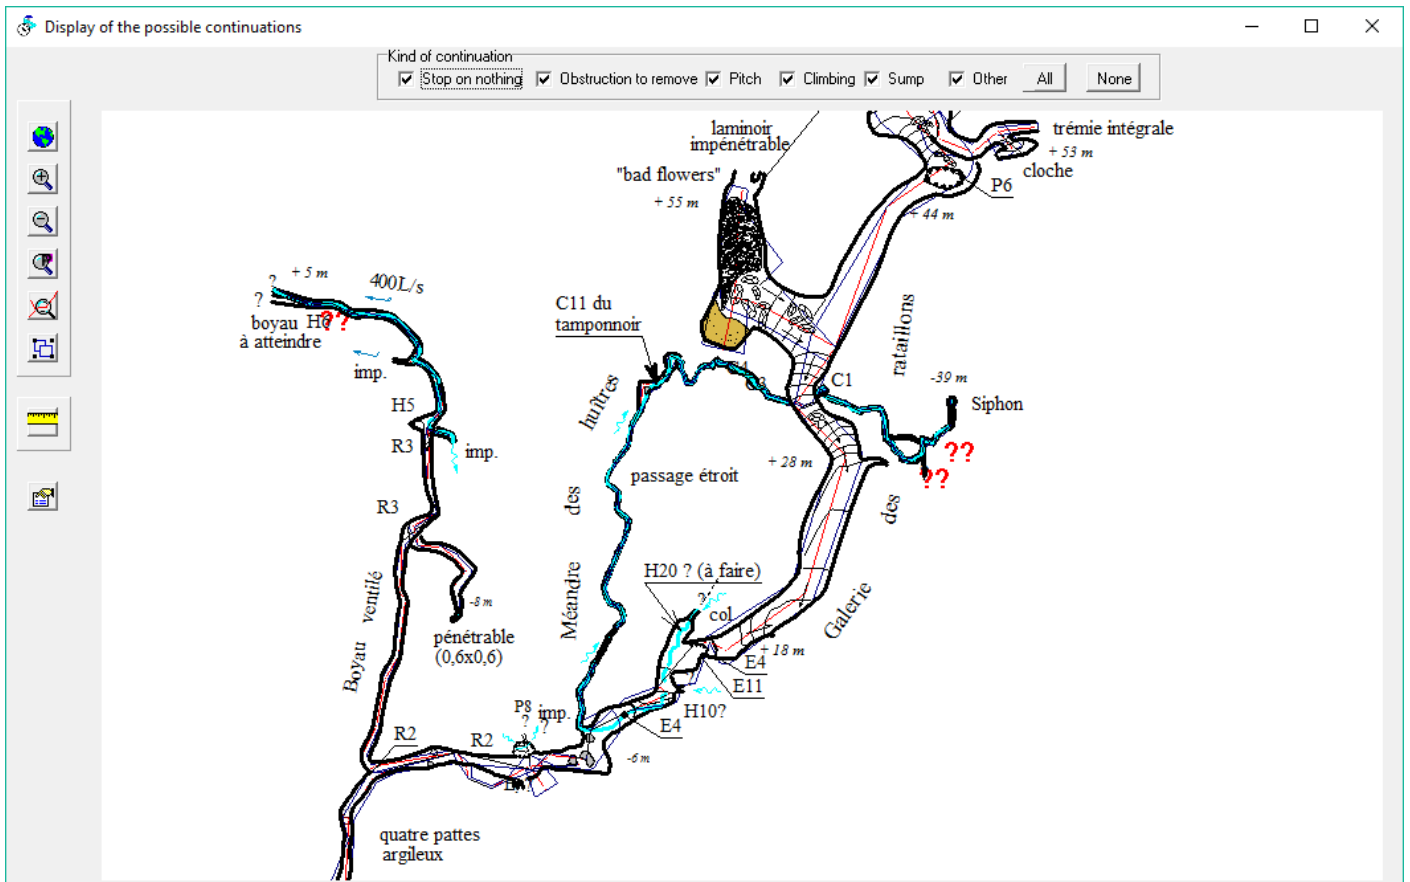 Display of the possible continuations
Kind of continuation
Stop on nothing
Obstruction to remove
Pitch
Climbing
Sump
Other
All
None
laminoir
impénétrable
trémie intégrale
+ 53 m
cloche
"bad flowers"
+ 55 m
P6
+ 44 m
? + 5 m
400L/s
?
boyau H6
??
à atteindre
C11 du
tamponnoir
imp.
rataillons
C1
-39 m
Siphon
H5
huîtres
R3
imp.
+ 28 m
??
??
passage étroit
R3
des
des
H20 ? (à faire)
?
col
Boyau ventilé
-8 m
pénétrable
(0,6x0,6)
Méandre
Galerie
+ 18 m
E4
E11
P8
?
imp.
?
H10?
E4
R2
R2
-6 m
quatre pattes
argileux